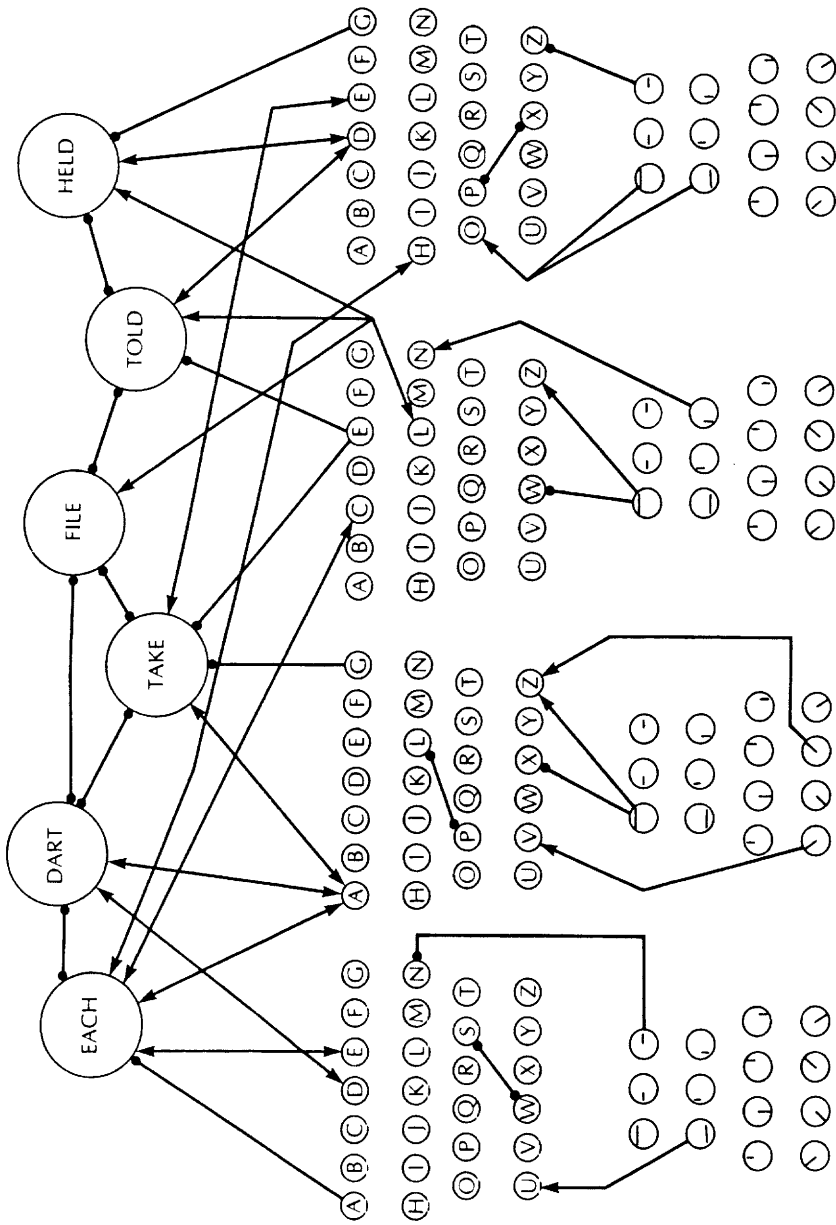 EACH
DART
TAKE
FILE
TOLD
HELD
A B C D E F G
A B C D E F G
A B C D E F G
A B C D E F G
H I J K L M N
H I J K L M N
H I J K L M N
H I J K L M N
O P Q R S T
O P Q R S T
O P Q R S T
O P Q R S T
U V W X Y Z
U V W X Y Z
U V W X Y Z
U V W X Y Z